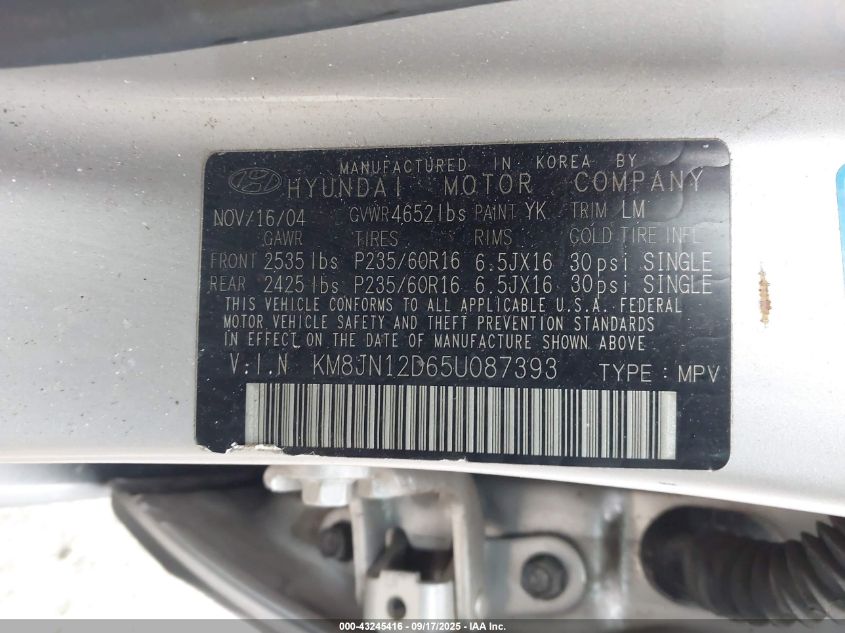 MANUFACTURED IN KOREA BY
HYUNDAI MOTOR COMPANY
NOV/16/04 GVWR 4652lbs PAINT YK TRIM LM
GAWR TIRES RIMS COLD TIRE INFL
FRONT 2535 lbs P235/60R16 6.5JX16 30psi SINGLE
REAR 2425 lbs P235/60R16 6.5JX16 30psi SINGLE
THIS VEHICLE CONFORMS TO ALL APPLICABLE U.S.A. FEDERAL
MOTOR VEHICLE SAFETY AND THEFT PREVENTION STANDARDS
IN EFFECT ON THE DATE OF MANUFACTURE SHOWN ABOVE
V:I.N KM8JN12D65U087393 TYPE: MPV
000-43245416 - 09/17/2025 - IAA Inc.